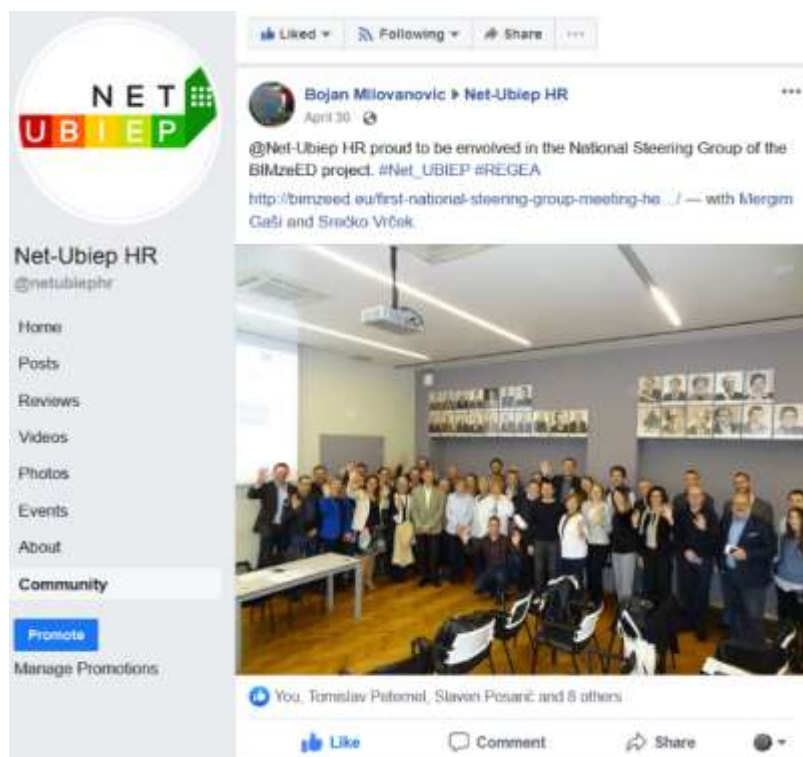 Liked
Following
Share
NET
UBIEP
Bojan Milovanovic ▸ Net-Ubiep HR
April 30
@Net-Ubiep HR proud to be envolved in the National Steering Group of the
BIMzeED project. #Net_UBIEP #REGEA
http://bimzeed.eu/first-national-steering-group-meeting-he.../ — with Mergim
Gaši and Srećko Vrček.
Net-Ubiep HR
@netubiephr
Home
Posts
Reviews
Videos
Photos
Events
About
Community
Promote
Manage Promotions
You, Tomislav Peternel, Slaven Posarić and 8 others
Like
Comment
Share